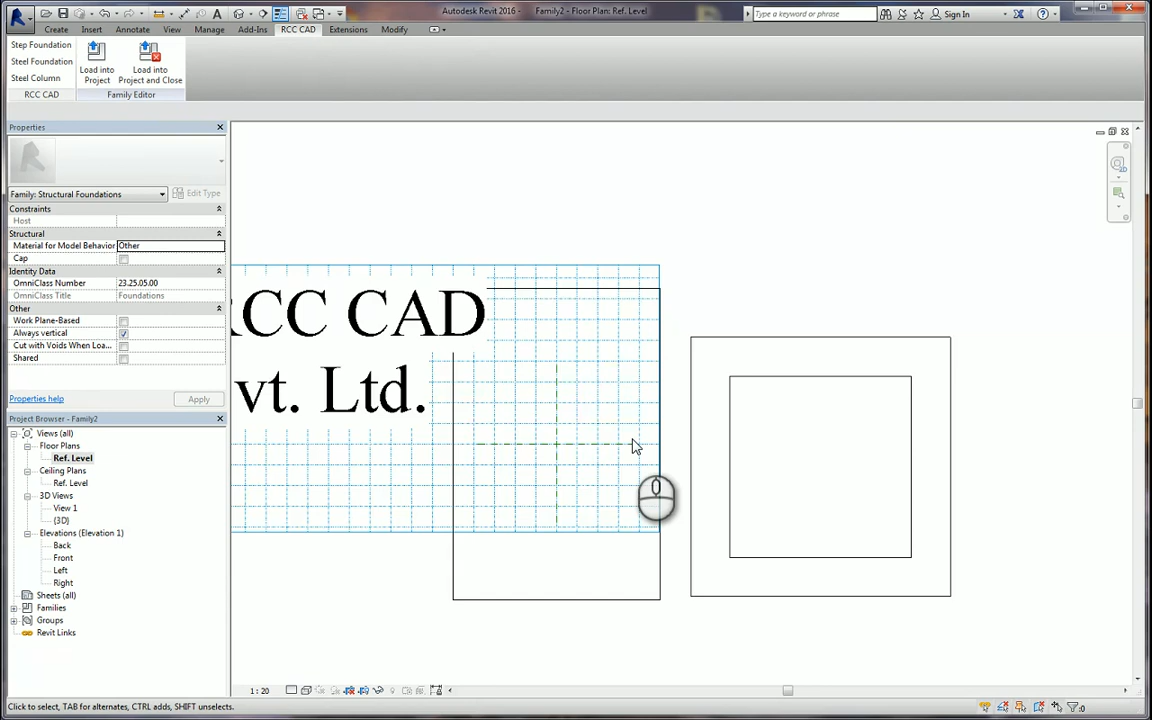 Autodesk Revit 2016 - Family2 - Floor Plan: Ref. Level
Type a keyword or phrase
Sign In
Create Insert Annotate View Manage Add-Ins RCC CAD Extensions Modify
Step Foundation
Steel Foundation
Steel Column
Load into
Project
Load into
Project and Close
RCC CAD
Family Editor
Properties
Family: Structural Foundations
Edit Type
Constraints
Host
Structural
Material for Model Behavior Other
Cap
Identity Data
OmniClass Number 23.25.05.00
OmniClass Title Foundations
Other
Work Plane-Based
Always vertical
Cut with Voids When Loa...
Shared
Properties help
Apply
Project Browser - Family2
Views (all)
Floor Plans
Ref. Level
Ceiling Plans
Ref. Level
3D Views
View 1
{3D}
Elevations (Elevation 1)
Back
Front
Left
Right
Sheets (all)
Families
Groups
Revit Links
RCC CAD
vt. Ltd.
1 : 20
Click to select, TAB for alternates, CTRL adds, SHIFT unselects.
:0